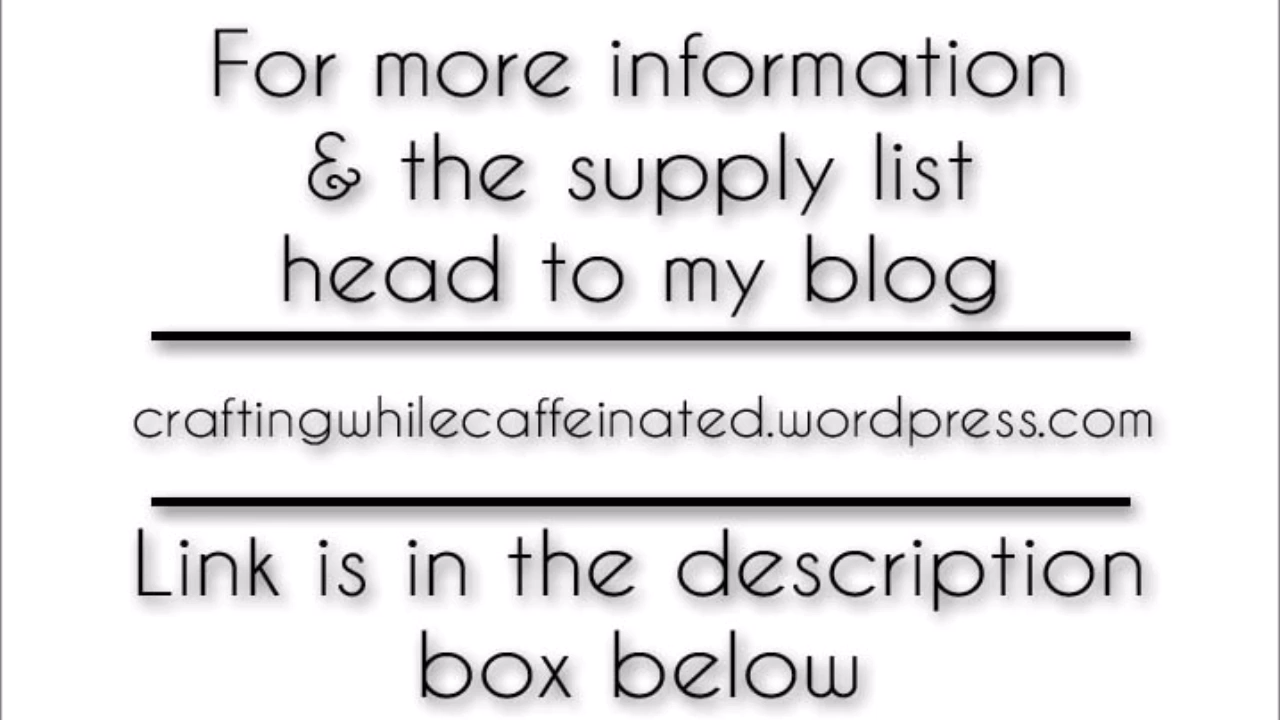 For more information
& the supply list
head to my blog
craftingwhilecaffeinated.wordpress.com
Link is in the description
box below